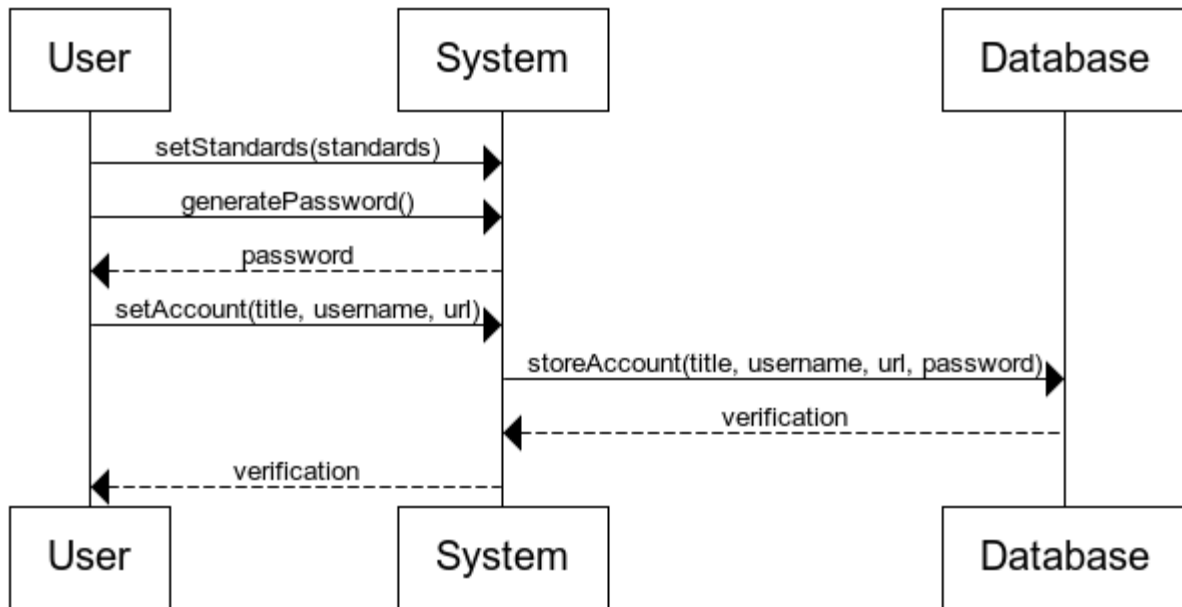 User
System
Database
setStandards(standards)
generatePassword()
password
setAccount(title, username, url)
storeAccount(title, username, url, password)
verification
verification
User
System
Database